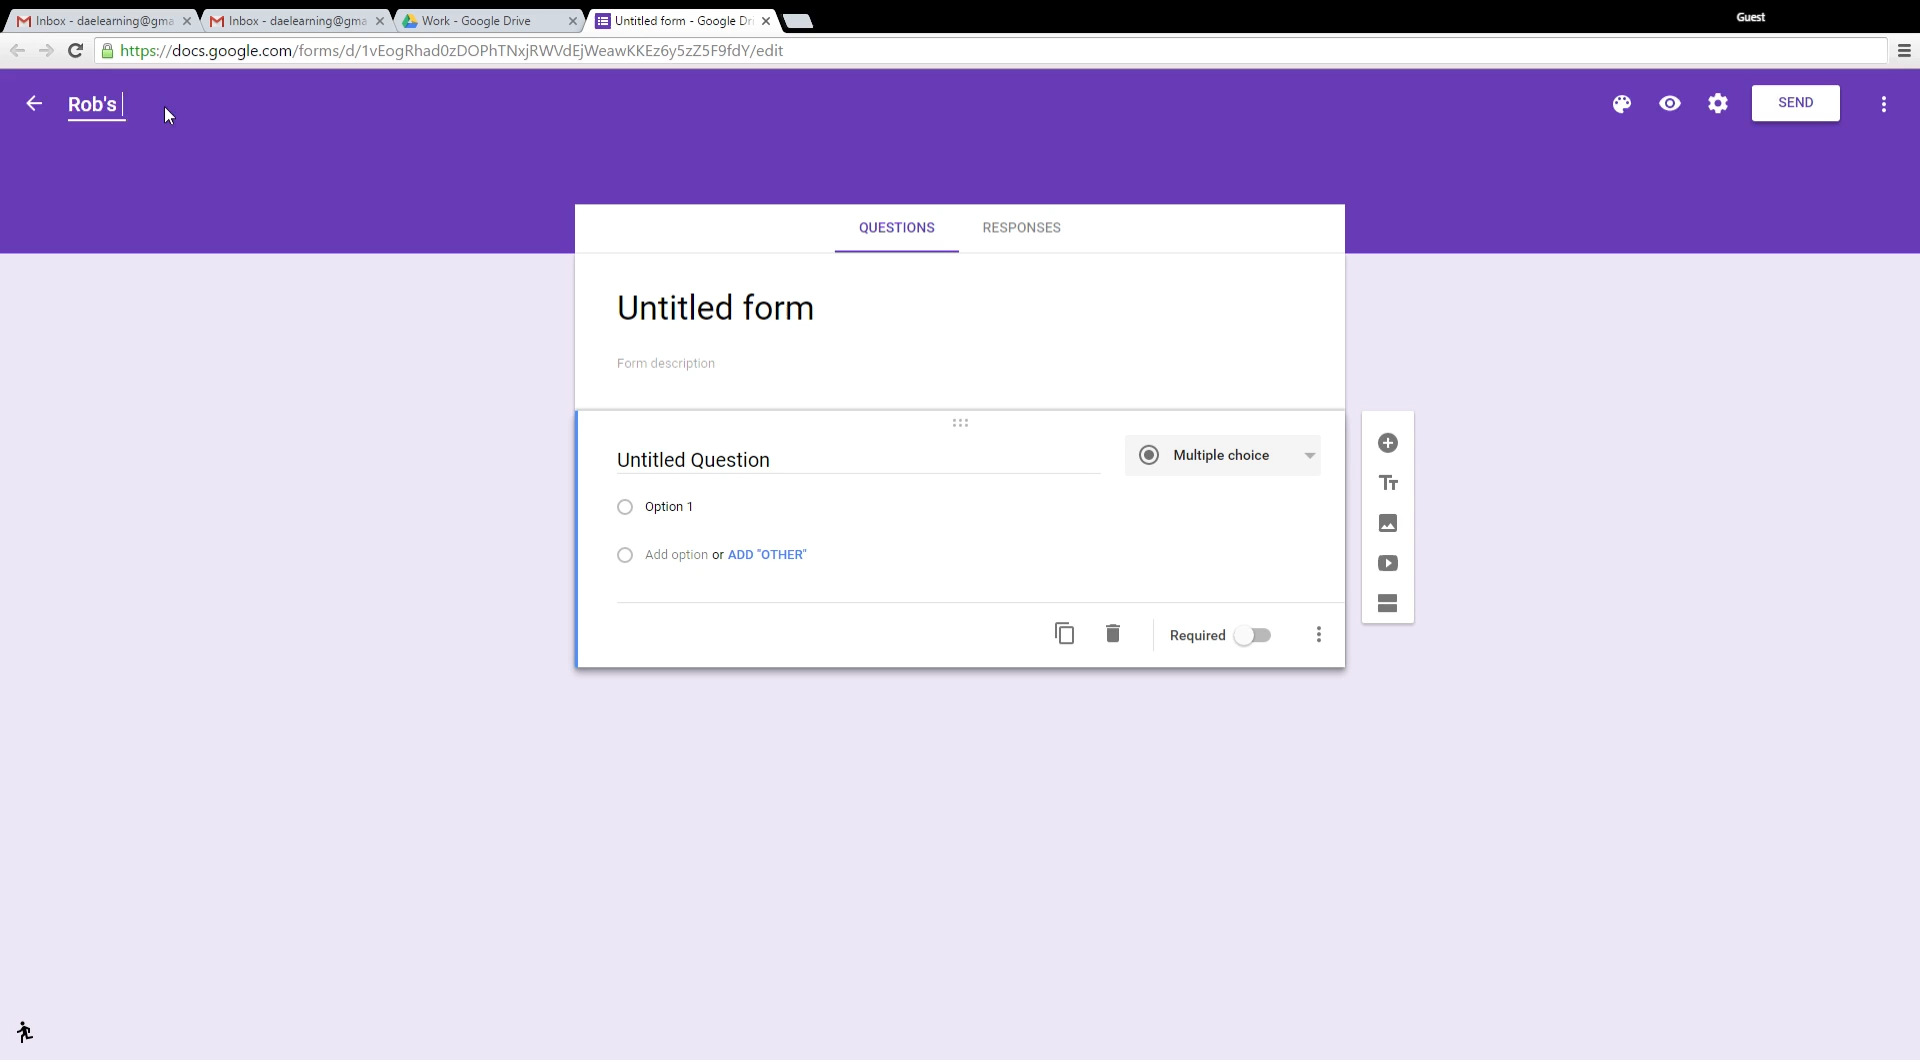 Inbox - daelearning@gma
Inbox - daelearning@gma
Work - Google Drive
Untitled form - Google Dri
Guest
https://docs.google.com/forms/d/1vEogRhad0zDOPhTNxjRWVdEjWeawKKEz6y5zZ5F9fdY/edit
Rob's
SEND
QUESTIONS RESPONSES
Untitled form
Form description
Untitled Question
Multiple choice
Option 1
Add option or ADD "OTHER"
Required